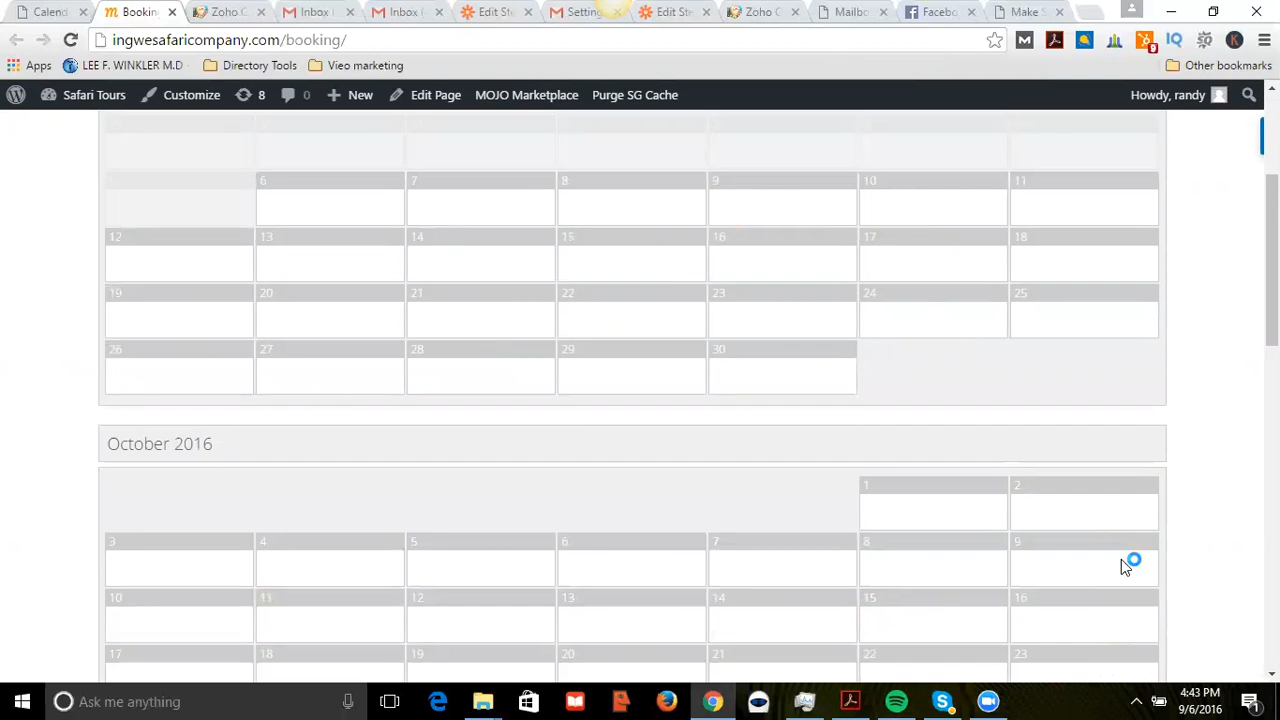 Calend
Bookin
Zoho C
Inbox (
Inbox (
Edit Ste
Setting
Edit Ste
Zoho C
Mailbo
Facebo
Make S
ingwesafaricompany.com/booking/
9
Apps LEE F. WINKLER M.D Directory Tools Vieo marketing Other bookmarks
Safari Tours Customize 8 0 New Edit Page MOJO Marketplace Purge SG Cache Howdy, randy
6 7 8 9 10 11
12 13 14 15 16 17 18
19 20 21 22 23 24 25
26 27 28 29 30
October 2016
1 2
3 4 5 6 7 8 9
10 11 12 13 14 15 16
17 18 19 20 21 22 23
Ask me anything
4:43 PM
9/6/2016